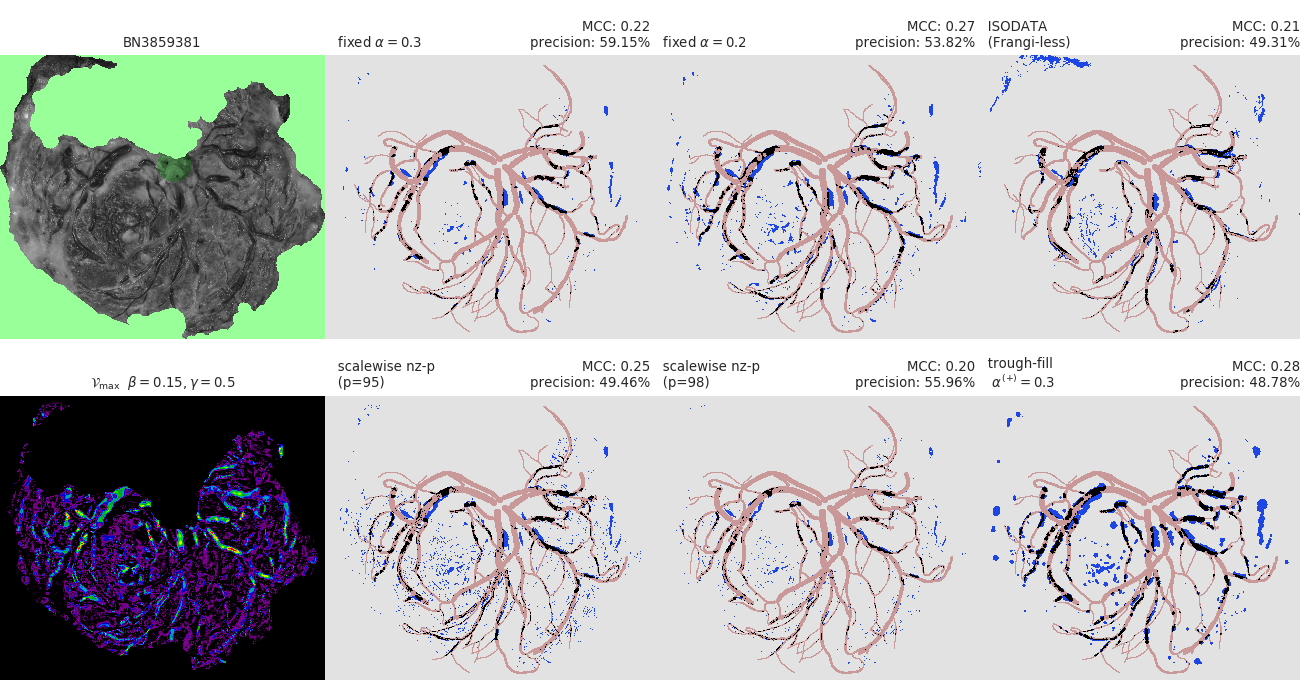 BN3859381
fixed α = 0.3
MCC: 0.22
precision: 59.15%
fixed α = 0.2
MCC: 0.27
precision: 53.82%
ISODATA
(Frangi-less)
MCC: 0.21
precision: 49.31%
𝒱max β = 0.15, γ = 0.5
scalewise nz-p
(p=95)
MCC: 0.25
precision: 49.46%
scalewise nz-p
(p=98)
MCC: 0.20
precision: 55.96%
trough-fill
α(+) = 0.3
MCC: 0.28
precision: 48.78%